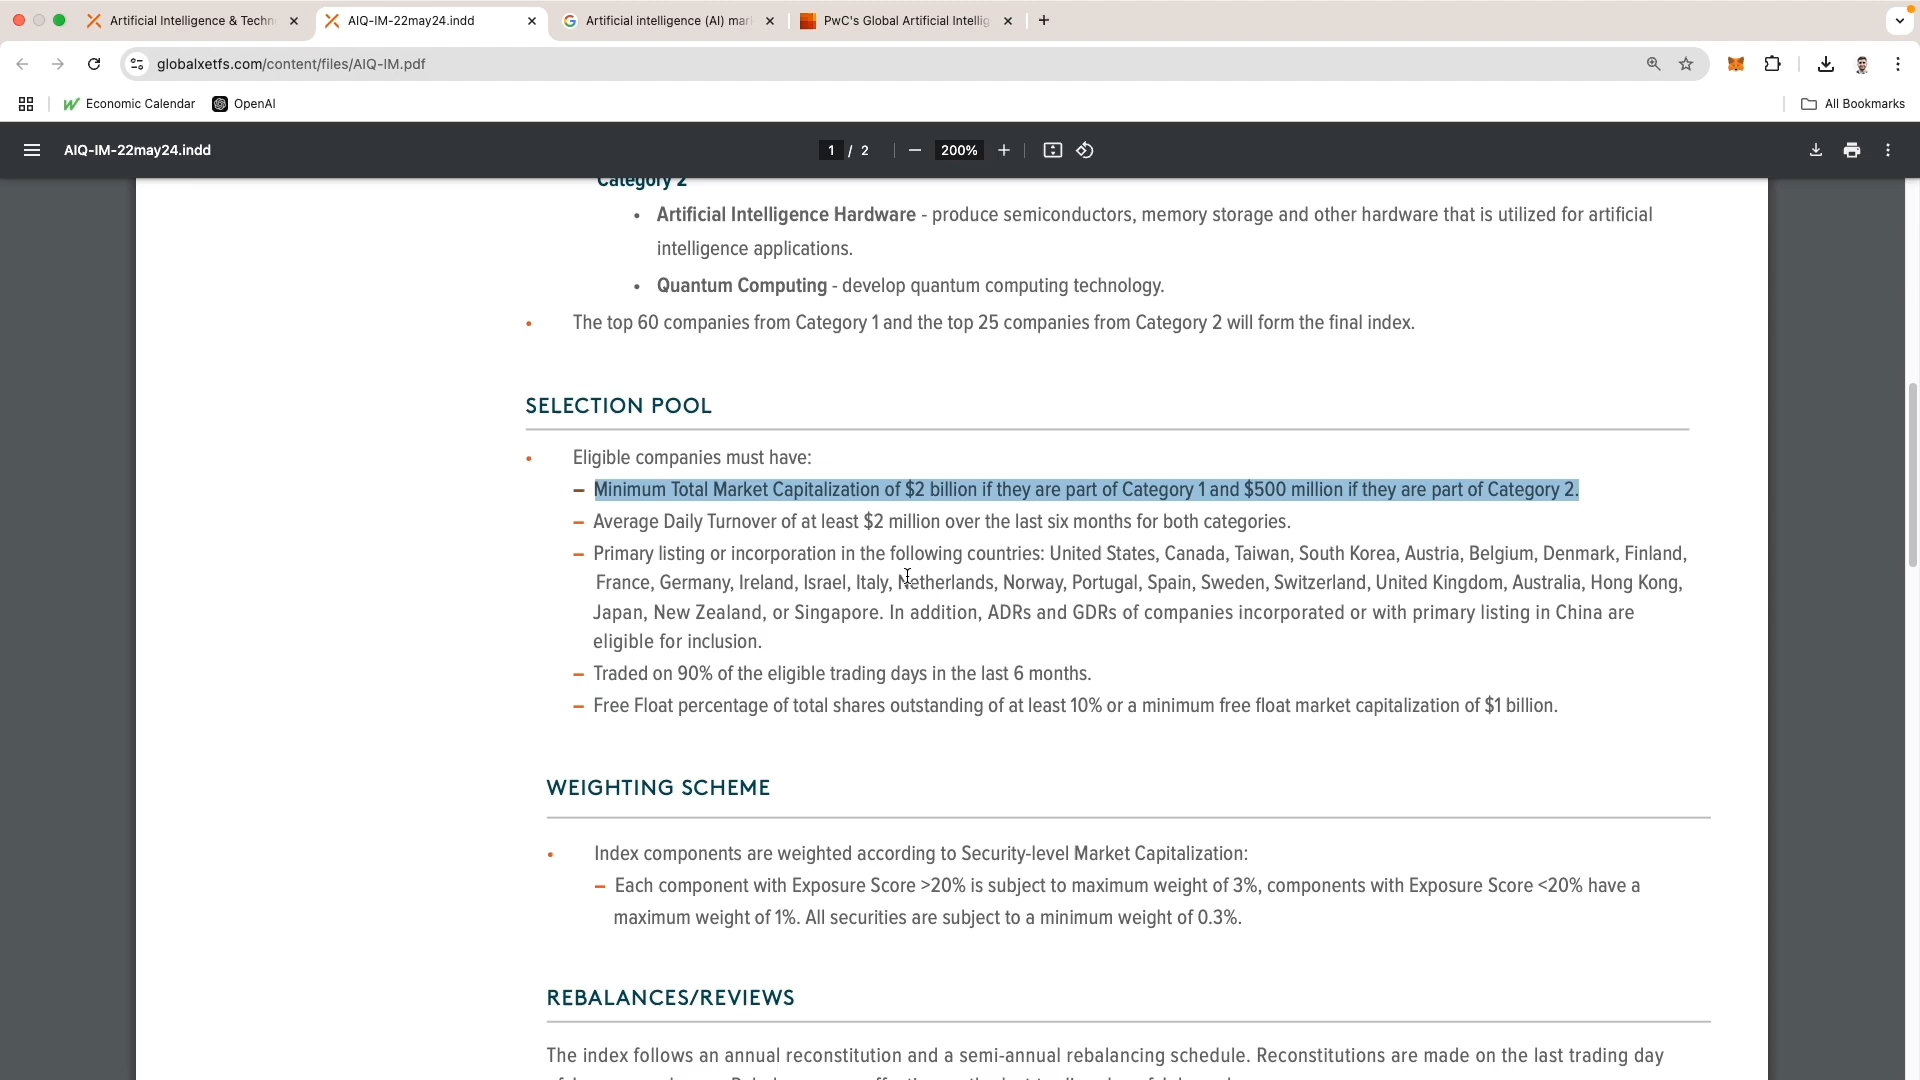 Artificial Intelligence & Techn
AIQ-IM-22may24.indd
Artificial intelligence (AI) mar
PwC's Global Artificial Intellig
globalxetfs.com/content/files/AIQ-IM.pdf
Economic Calendar
OpenAI
All Bookmarks
AIQ-IM-22may24.indd
1 / 2
200%
Category 2
• Artificial Intelligence Hardware - produce semiconductors, memory storage and other hardware that is utilized for artificial
intelligence applications.
• Quantum Computing - develop quantum computing technology.
• The top 60 companies from Category 1 and the top 25 companies from Category 2 will form the final index.
SELECTION POOL
• Eligible companies must have:
– Minimum Total Market Capitalization of $2 billion if they are part of Category 1 and $500 million if they are part of Category 2.
– Average Daily Turnover of at least $2 million over the last six months for both categories.
– Primary listing or incorporation in the following countries: United States, Canada, Taiwan, South Korea, Austria, Belgium, Denmark, Finland,
France, Germany, Ireland, Israel, Italy, Netherlands, Norway, Portugal, Spain, Sweden, Switzerland, United Kingdom, Australia, Hong Kong,
Japan, New Zealand, or Singapore. In addition, ADRs and GDRs of companies incorporated or with primary listing in China are
eligible for inclusion.
– Traded on 90% of the eligible trading days in the last 6 months.
– Free Float percentage of total shares outstanding of at least 10% or a minimum free float market capitalization of $1 billion.
WEIGHTING SCHEME
• Index components are weighted according to Security-level Market Capitalization:
– Each component with Exposure Score >20% is subject to maximum weight of 3%, components with Exposure Score <20% have a
maximum weight of 1%. All securities are subject to a minimum weight of 0.3%.
REBALANCES/REVIEWS
The index follows an annual reconstitution and a semi-annual rebalancing schedule. Reconstitutions are made on the last trading day